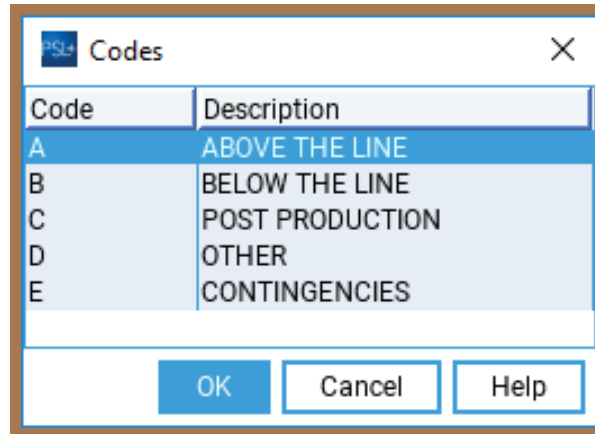 PSL+ Codes
Code Description
A ABOVE THE LINE
B BELOW THE LINE
C POST PRODUCTION
D OTHER
E CONTINGENCIES
OK Cancel Help